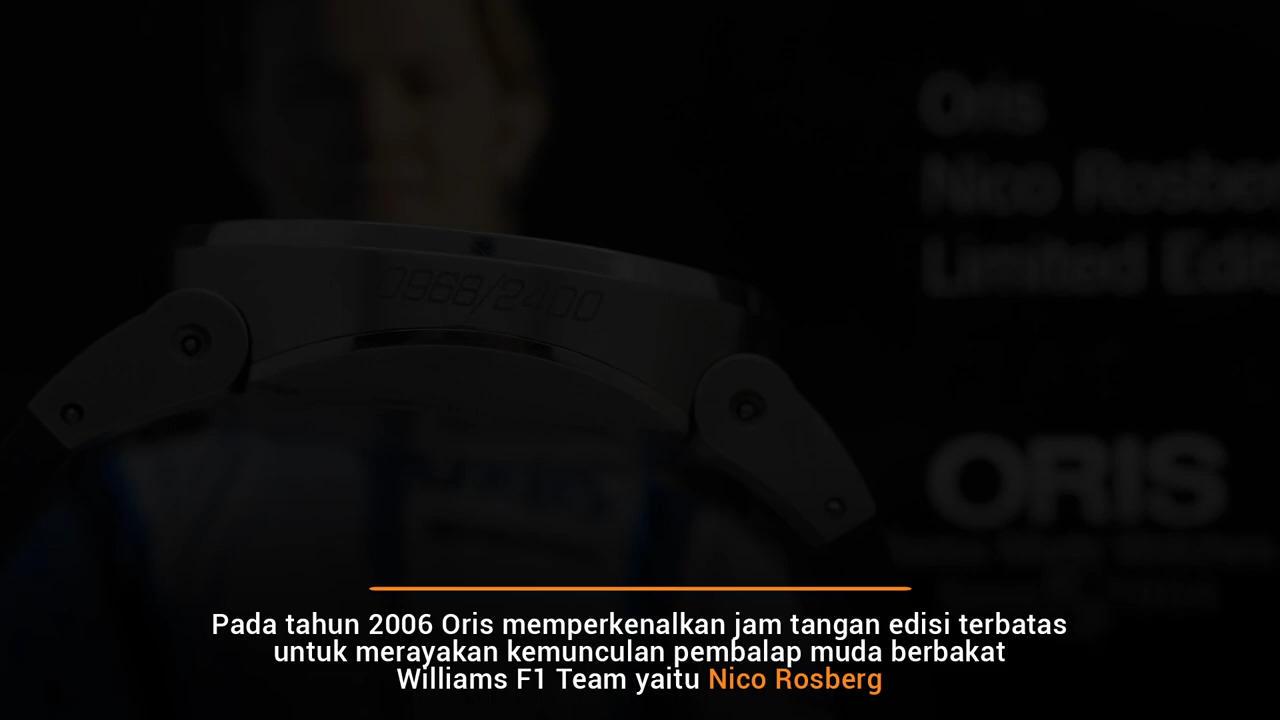 Oris
Nico Rosberg
Limited
0968/2400
ORIS
Pada tahun 2006 Oris memperkenalkan jam tangan edisi terbatas
untuk merayakan kemunculan pembalap muda berbakat
Williams F1 Team yaitu Nico Rosberg